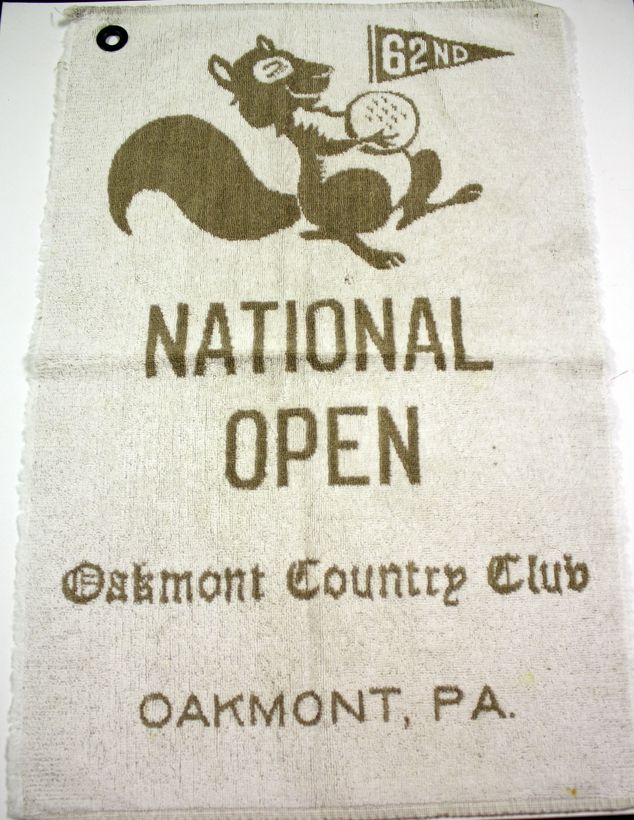 62ND
NATIONAL
OPEN
Oakmont Country Club
OAKMONT, PA.